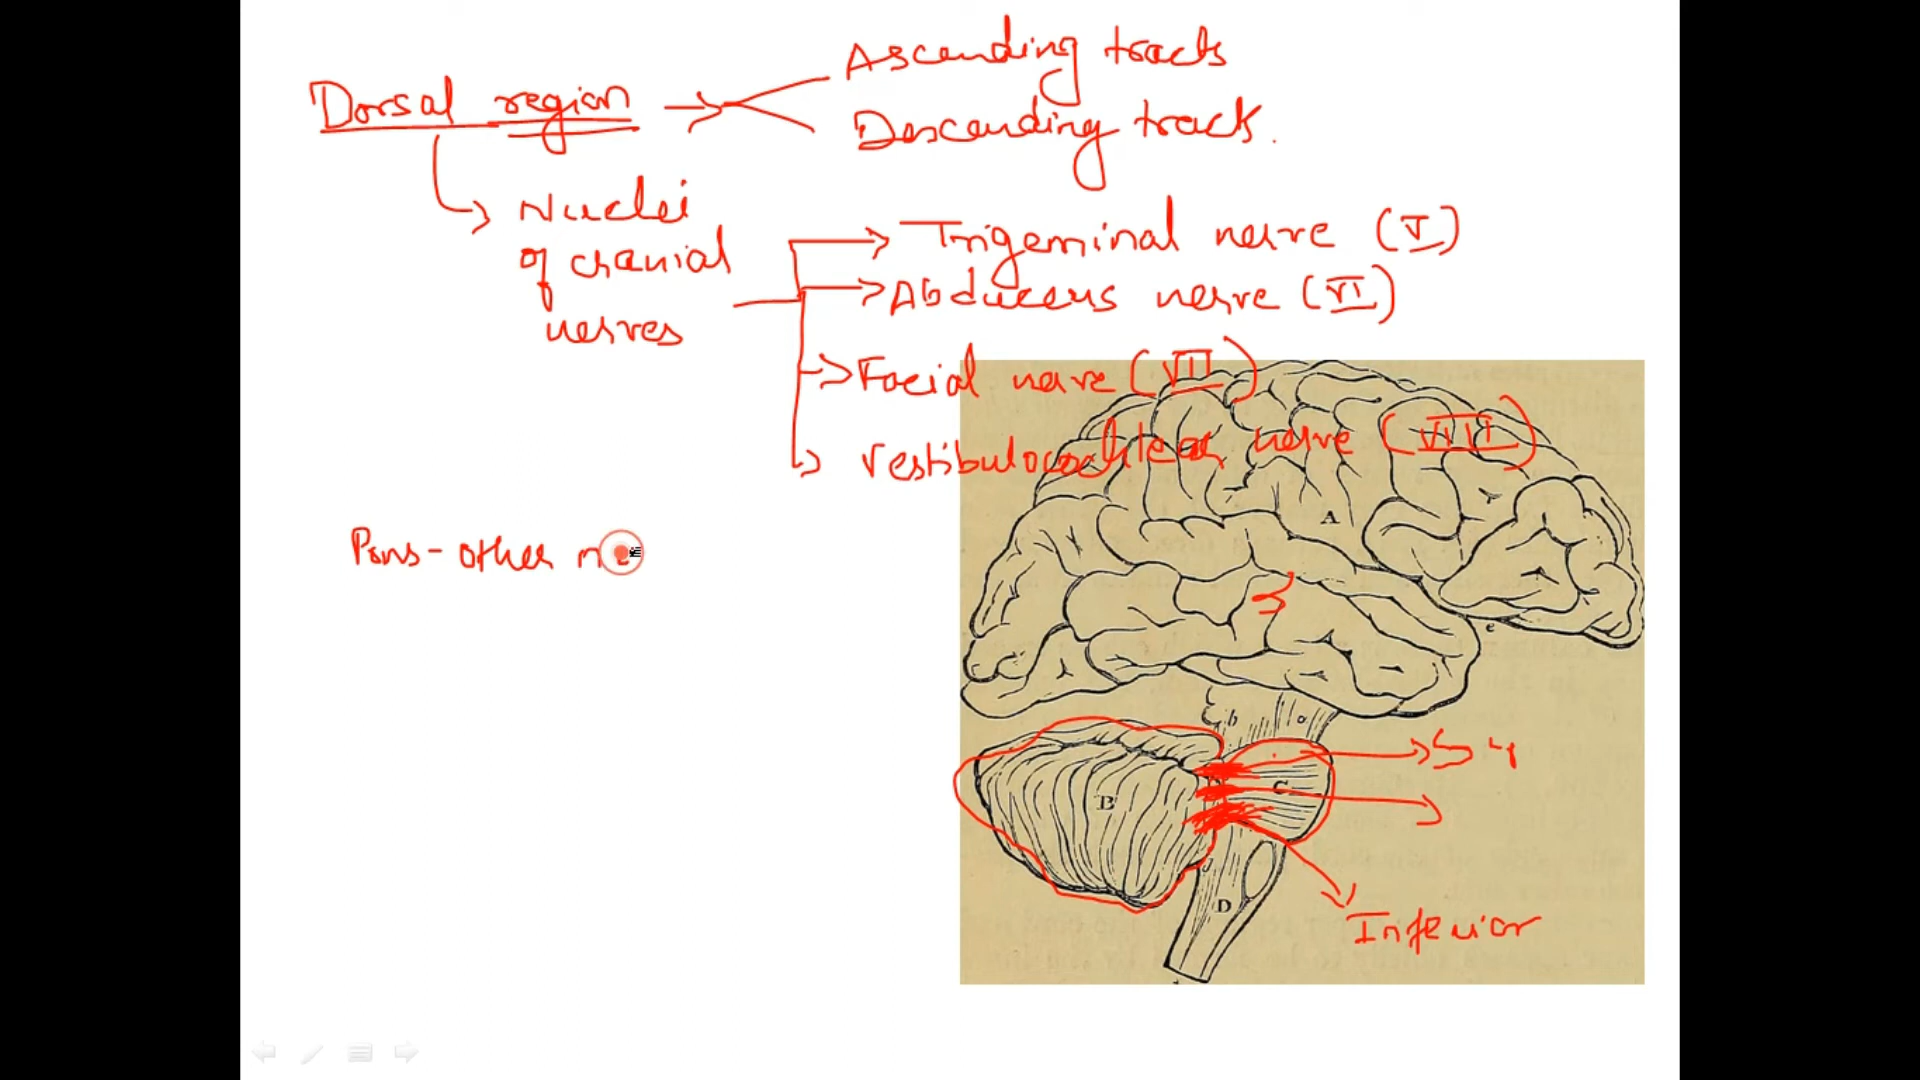 Ascending tracts
Dorsal region
Descending tracts.
Nuclei
of cranial
nerves
Trigeminal nerve (V)
Abducens nerve (VI)
Facial nerve (VII)
Vestibulocochlear nerve (VIII)
A
Pons - other n
e
b a
B C
D
Inferior